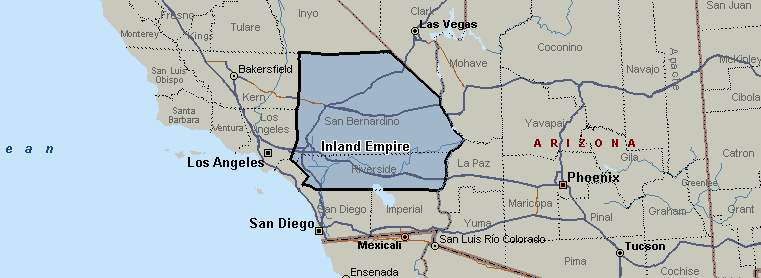 Fresno
Inyo
Clark
San Juan
Tulare
Las Vegas
Monterey
Kings
Coconino
Mohave
Navajo
Apache
McKinley
San Luis
Obispo
Bakersfield
Kern
Cibola
Santa
Barbara
Ventura
Los
Angeles
San Bernardino
Yavapai
e a n
Inland Empire
ARIZONA
Los Angeles
Riverside
La Paz
Gila
Catron
Phoenix
Greenlee
Maricopa
San Diego
Imperial
Graham
Grant
San Diego
Yuma
Pinal
Mexicali
San Luis Río Colorado
Tucson
Pima
Cochise
Ensenada